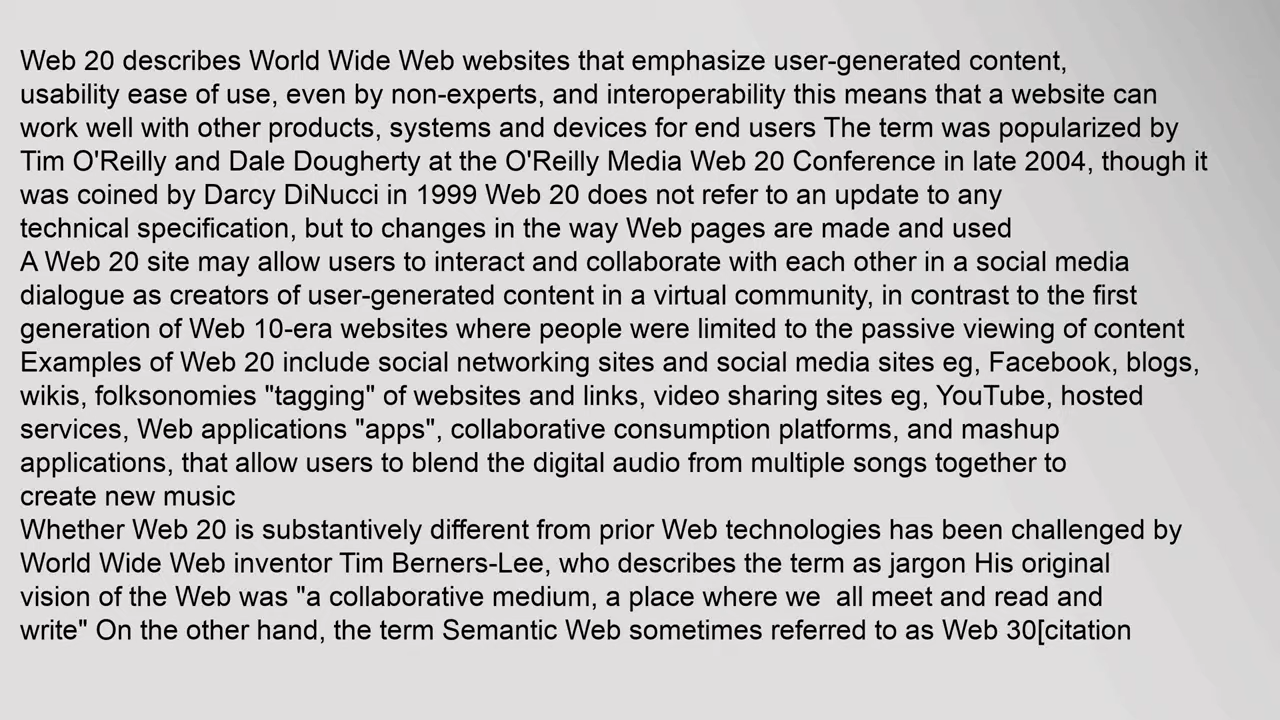 Web 20 describes World Wide Web websites that emphasize user-generated content,
usability ease of use, even by non-experts, and interoperability this means that a website can
work well with other products, systems and devices for end users The term was popularized by
Tim O'Reilly and Dale Dougherty at the O'Reilly Media Web 20 Conference in late 2004, though it
was coined by Darcy DiNucci in 1999 Web 20 does not refer to an update to any
technical specification, but to changes in the way Web pages are made and used
A Web 20 site may allow users to interact and collaborate with each other in a social media
dialogue as creators of user-generated content in a virtual community, in contrast to the first
generation of Web 10-era websites where people were limited to the passive viewing of content
Examples of Web 20 include social networking sites and social media sites eg, Facebook, blogs,
wikis, folksonomies "tagging" of websites and links, video sharing sites eg, YouTube, hosted
services, Web applications "apps", collaborative consumption platforms, and mashup
applications, that allow users to blend the digital audio from multiple songs together to
create new music
Whether Web 20 is substantively different from prior Web technologies has been challenged by
World Wide Web inventor Tim Berners-Lee, who describes the term as jargon His original
vision of the Web was "a collaborative medium, a place where we  all meet and read and
write" On the other hand, the term Semantic Web sometimes referred to as Web 30[citation